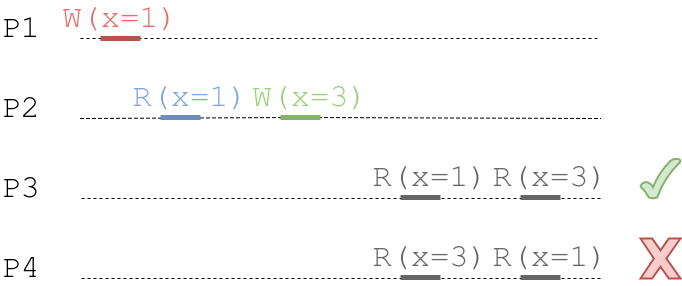 P1 W(x=1)
P2 R(x=1) W(x=3)
P3 R(x=1) R(x=3)
P4 R(x=3) R(x=1)